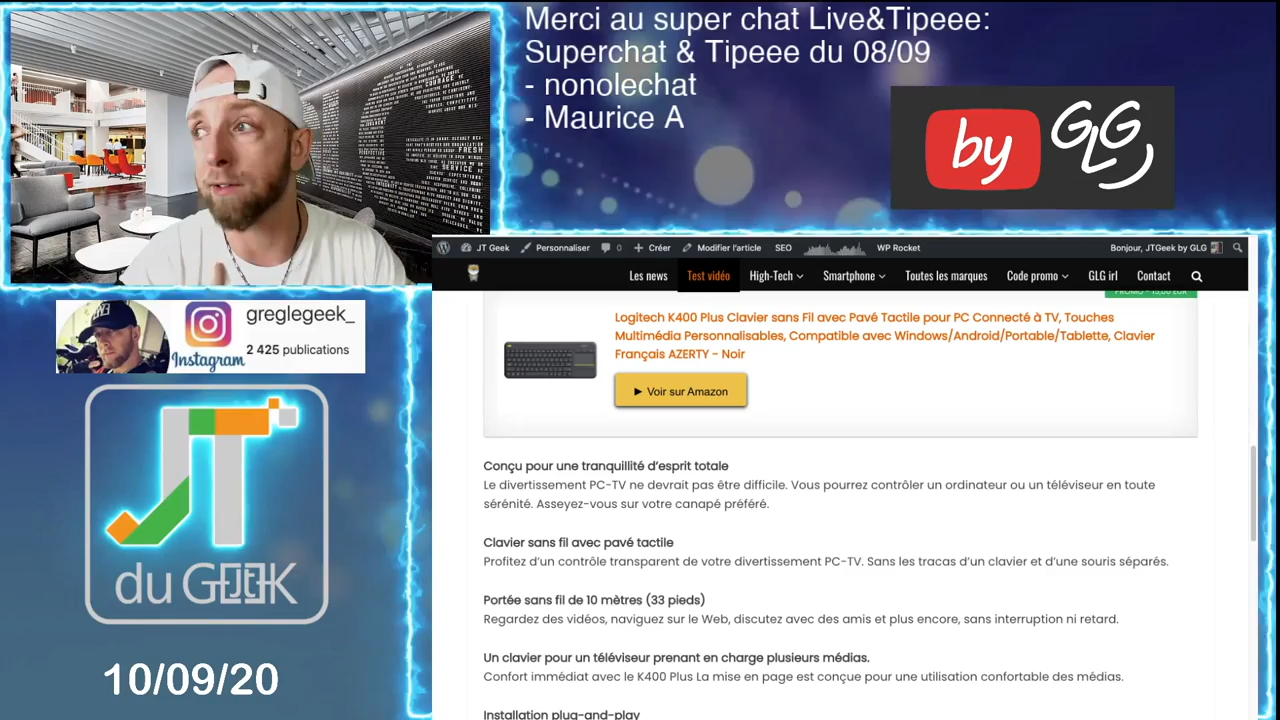 Merci au super chat Live&Tipeee:
Superchat & Tipeee du 08/09
- nonolechat
- Maurice A
by GLG
COURAGE
FRESH
SERVICE
greglegeek_
2 425 publications
Instagram
JT
du GEEK
10/09/20
JT Geek Personnaliser 0 Créer Modifier l'article SEO WP Rocket Bonjour, JTGeek by GLG
Les news Test vidéo High-Tech Smartphone Toutes les marques Code promo GLG irl Contact
PROMO - 15,00 EUR
Logitech K400 Plus Clavier sans Fil avec Pavé Tactile pour PC Connecté à TV, Touches
Multimédia Personnalisables, Compatible avec Windows/Android/Portable/Tablette, Clavier
Français AZERTY - Noir
► Voir sur Amazon
Conçu pour une tranquillité d'esprit totale
Le divertissement PC-TV ne devrait pas être difficile. Vous pourrez contrôler un ordinateur ou un téléviseur en toute
sérénité. Asseyez-vous sur votre canapé préféré.
Clavier sans fil avec pavé tactile
Profitez d'un contrôle transparent de votre divertissement PC-TV. Sans les tracas d'un clavier et d'une souris séparés.
Portée sans fil de 10 mètres (33 pieds)
Regardez des vidéos, naviguez sur le Web, discutez avec des amis et plus encore, sans interruption ni retard.
Un clavier pour un téléviseur prenant en charge plusieurs médias.
Confort immédiat avec le K400 Plus La mise en page est conçue pour une utilisation confortable des médias.
Installation plug-and-play